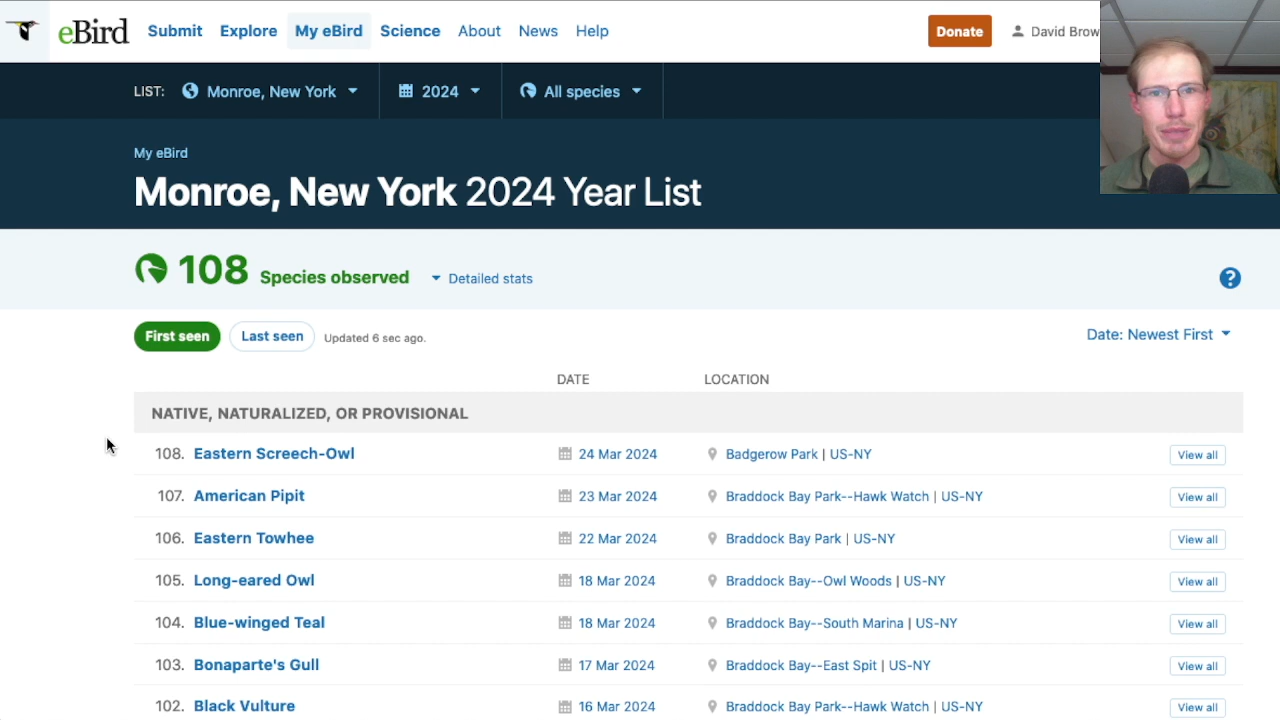 eBird Submit Explore My eBird Science About News Help Donate David Brow
LIST: Monroe, New York 2024 All species
My eBird
Monroe, New York 2024 Year List
108 Species observed Detailed stats ?
First seen Last seen Updated 6 sec ago. Date: Newest First
DATE LOCATION
NATIVE, NATURALIZED, OR PROVISIONAL
108. Eastern Screech-Owl 24 Mar 2024 Badgerow Park | US-NY View all
107. American Pipit 23 Mar 2024 Braddock Bay Park--Hawk Watch | US-NY View all
106. Eastern Towhee 22 Mar 2024 Braddock Bay Park | US-NY View all
105. Long-eared Owl 18 Mar 2024 Braddock Bay--Owl Woods | US-NY View all
104. Blue-winged Teal 18 Mar 2024 Braddock Bay--South Marina | US-NY View all
103. Bonaparte's Gull 17 Mar 2024 Braddock Bay--East Spit | US-NY View all
102. Black Vulture 16 Mar 2024 Braddock Bay Park--Hawk Watch | US-NY View all